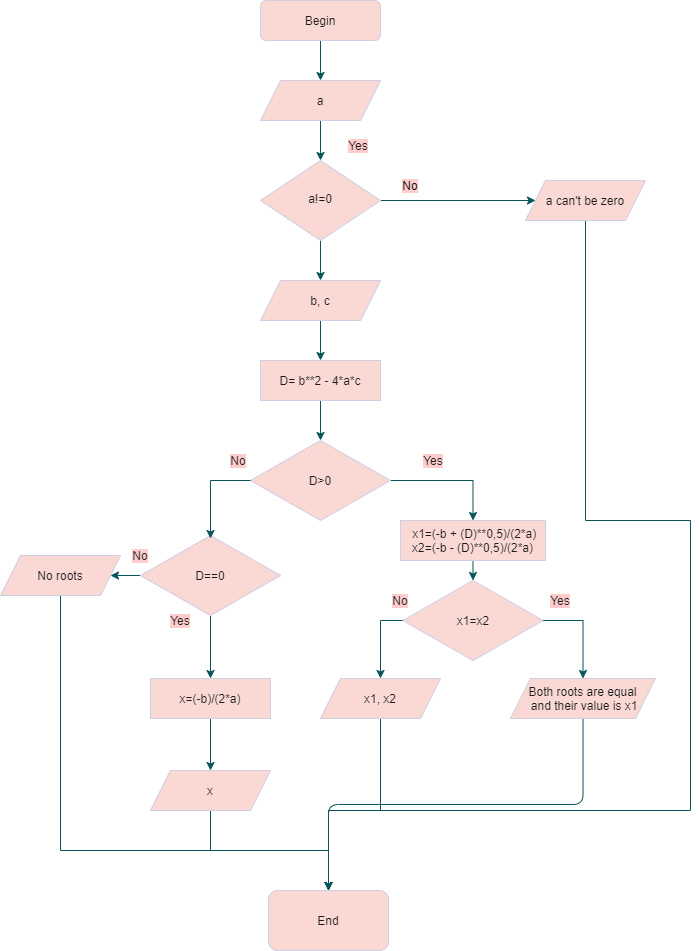 Begin
a
Yes
a!=0
No
a can't be zero
b, c
D= b**2 - 4*a*c
No
D>0
Yes
x1=(-b + (D)**0,5)/(2*a)
x2=(-b - (D)**0,5)/(2*a)
No roots
No
D==0
Yes
No
x1=x2
Yes
x=(-b)/(2*a)
x1, x2
Both roots are equal
and their value is x1
x
End